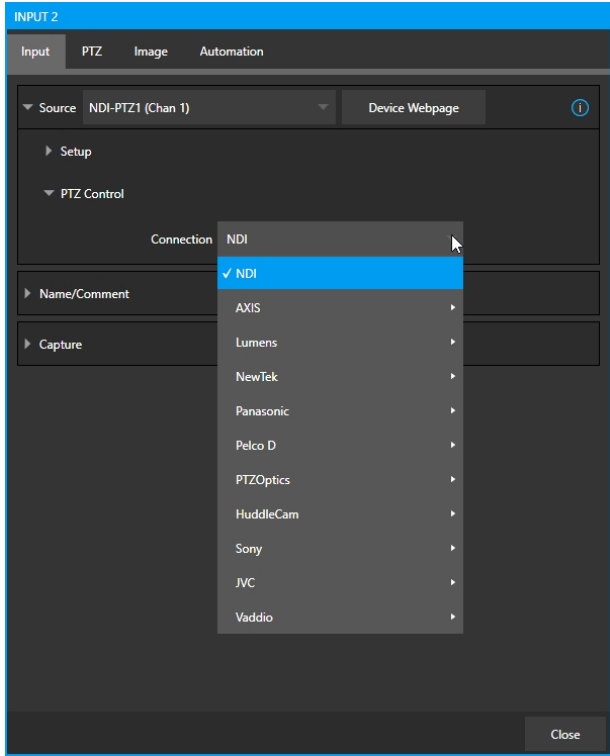 INPUT 2
Input PTZ Image Automation
Source NDI-PTZ1 (Chan 1) Device Webpage
Setup
PTZ Control
Connection NDI
✓ NDI
Name/Comment
AXIS
Lumens
Capture
NewTek
Panasonic
Pelco D
PTZOptics
HuddleCam
Sony
JVC
Vaddio
Close